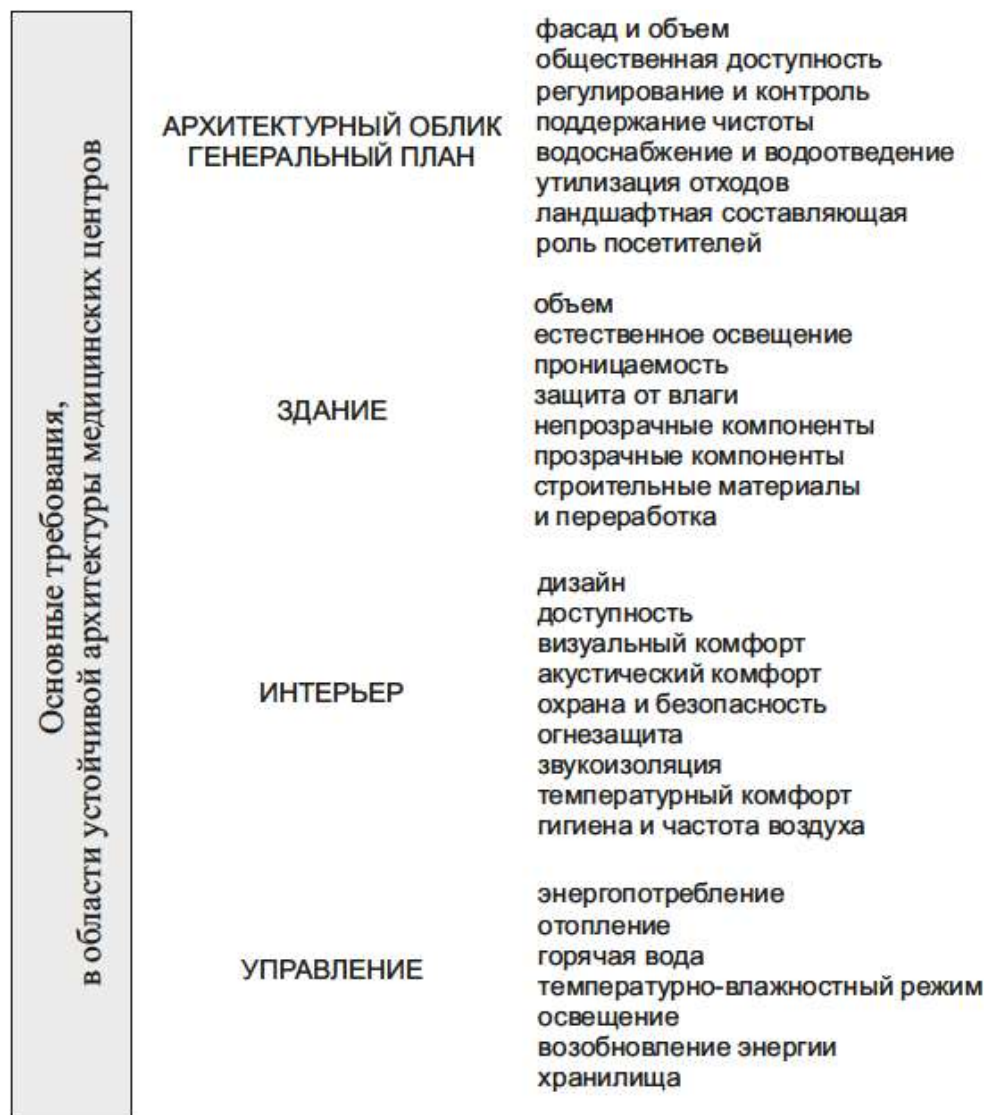 Основные требования,
в области устойчивой архитектуры медицинских центров
АРХИТЕКТУРНЫЙ ОБЛИК
ГЕНЕРАЛЬНЫЙ ПЛАН
фасад и объем
общественная доступность
регулирование и контроль
поддержание чистоты
водоснабжение и водоотведение
утилизация отходов
ландшафтная составляющая
роль посетителей
ЗДАНИЕ
объем
естественное освещение
проницаемость
защита от влаги
непрозрачные компоненты
прозрачные компоненты
строительные материалы
и переработка
ИНТЕРЬЕР
дизайн
доступность
визуальный комфорт
акустический комфорт
охрана и безопасность
огнезащита
звукоизоляция
температурный комфорт
гигиена и частота воздуха
УПРАВЛЕНИЕ
энергопотребление
отопление
горячая вода
температурно-влажностный режим
освещение
возобновление энергии
хранилища